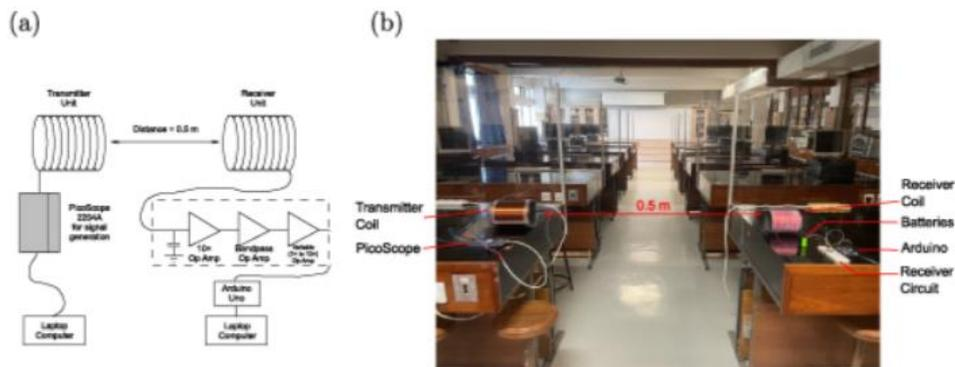 (a)
(b)
Transmitter
Unit
Receiver
Unit
Distance = 0.5 m
PicoScope
2204A
for signal
generation
10×
Op Amp
Bandpass
Op Amp
Variable
Op Amp
Arduino
Uno
Laptop
Computer
Laptop
Computer
Transmitter
Coil
PicoScope
0.5 m
Receiver
Coil
Batteries
Arduino
Receiver
Circuit